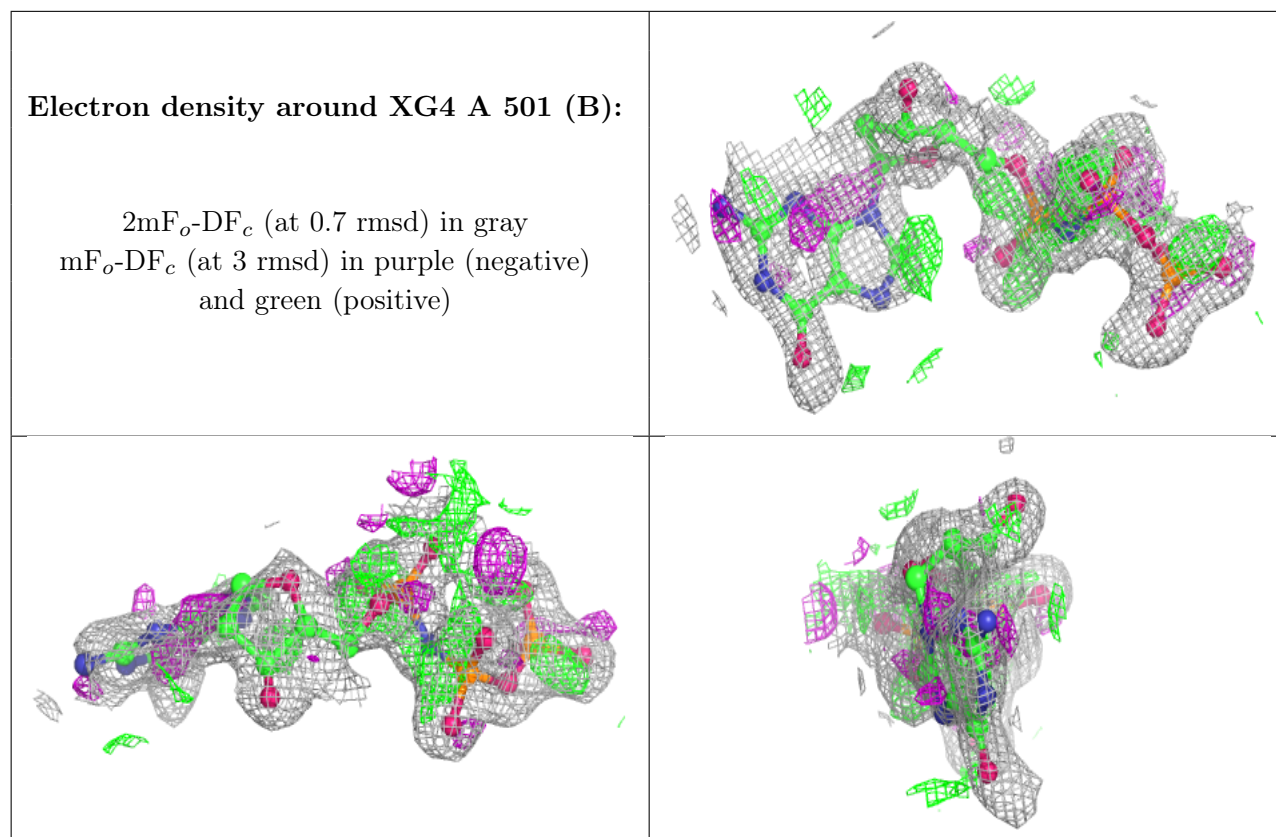 Electron density around XG4 A 501 (B):
2mFₒ-DF𝒸 (at 0.7 rmsd) in gray
mFₒ-DF𝒸 (at 3 rmsd) in purple (negative)
and green (positive)